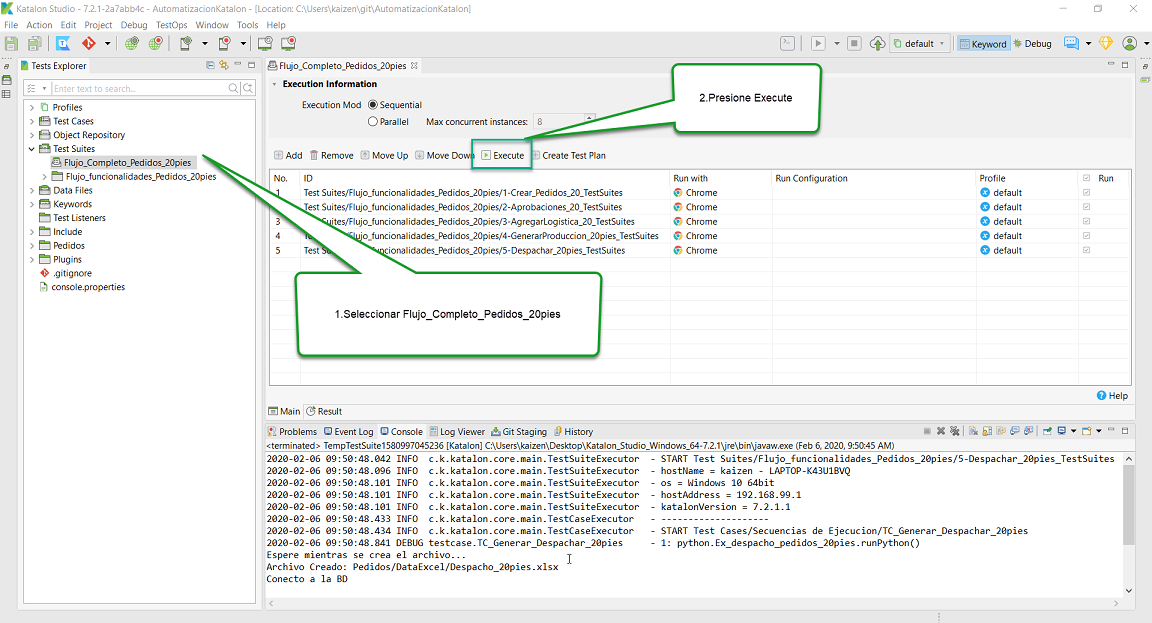 Katalon Studio - 7.2.1-2a7abb4c - AutomatizacionKatalon - [Location: C:\Users\kaizen\git\AutomatizacionKatalon]
File Action Edit Project Debug TestOps Window Tools Help
default Keyword Debug
Tests Explorer
Enter text to search...
Profiles
Test Cases
Object Repository
Test Suites
Flujo_Completo_Pedidos_20pies
Flujo_funcionalidades_Pedidos_20pies
Data Files
Keywords
Test Listeners
Include
Pedidos
Plugins
.gitignore
console.properties
Flujo_Completo_Pedidos_20pies
Execution Information
Execution Mod Sequential
Parallel Max concurrent instances: 8
2.Presione Execute
Add Remove Move Up Move Down Execute Create Test Plan
No. ID Run with Run Configuration Profile Run
1 Test Suites/Flujo_funcionalidades_Pedidos_20pies/1-Crear_Pedidos_20_TestSuites Chrome default
Test Suites/Flujo_funcionalidades_Pedidos_20pies/2-Aprobaciones_20_TestSuites Chrome default
3 Test Suites/Flujo_funcionalidades_Pedidos_20pies/3-AgregarLogistica_20_TestSuites Chrome default
4 Test Suites/Flujo_funcionalidades_Pedidos_20pies/4-GenerarProduccion_20pies_TestSuites Chrome default
5 Test Suites/Flujo_funcionalidades_Pedidos_20pies/5-Despachar_20pies_TestSuites Chrome default
1.Seleccionar Flujo_Completo_Pedidos_20pies
Help
Main Result
Problems Event Log Console Log Viewer Git Staging History
<terminated> TempTestSuite1580997045236 [Katalon] C:\Users\kaizen\Desktop\Katalon_Studio_Windows_64-7.2.1\jre\bin\javaw.exe (Feb 6, 2020, 9:50:45 AM)
2020-02-06 09:50:48.042 INFO c.k.katalon.core.main.TestSuiteExecutor - START Test Suites/Flujo_funcionalidades_Pedidos_20pies/5-Despachar_20pies_TestSuites
2020-02-06 09:50:48.096 INFO c.k.katalon.core.main.TestSuiteExecutor - hostName = kaizen - LAPTOP-K43U1BVQ
2020-02-06 09:50:48.101 INFO c.k.katalon.core.main.TestSuiteExecutor - os = Windows 10 64bit
2020-02-06 09:50:48.101 INFO c.k.katalon.core.main.TestSuiteExecutor - hostAddress = 192.168.99.1
2020-02-06 09:50:48.101 INFO c.k.katalon.core.main.TestSuiteExecutor - katalonVersion = 7.2.1.1
2020-02-06 09:50:48.433 INFO c.k.katalon.core.main.TestCaseExecutor - --------------------
2020-02-06 09:50:48.434 INFO c.k.katalon.core.main.TestCaseExecutor - START Test Cases/Secuencias de Ejecucion/TC_Generar_Despachar_20pies
2020-02-06 09:50:48.841 DEBUG testcase.TC_Generar_Despachar_20pies - 1: python.Ex_despacho_pedidos_20pies.runPython()
Espere mientras se crea el archivo...
Archivo Creado: Pedidos/DataExcel/Despacho_20pies.xlsx
Conecto a la BD